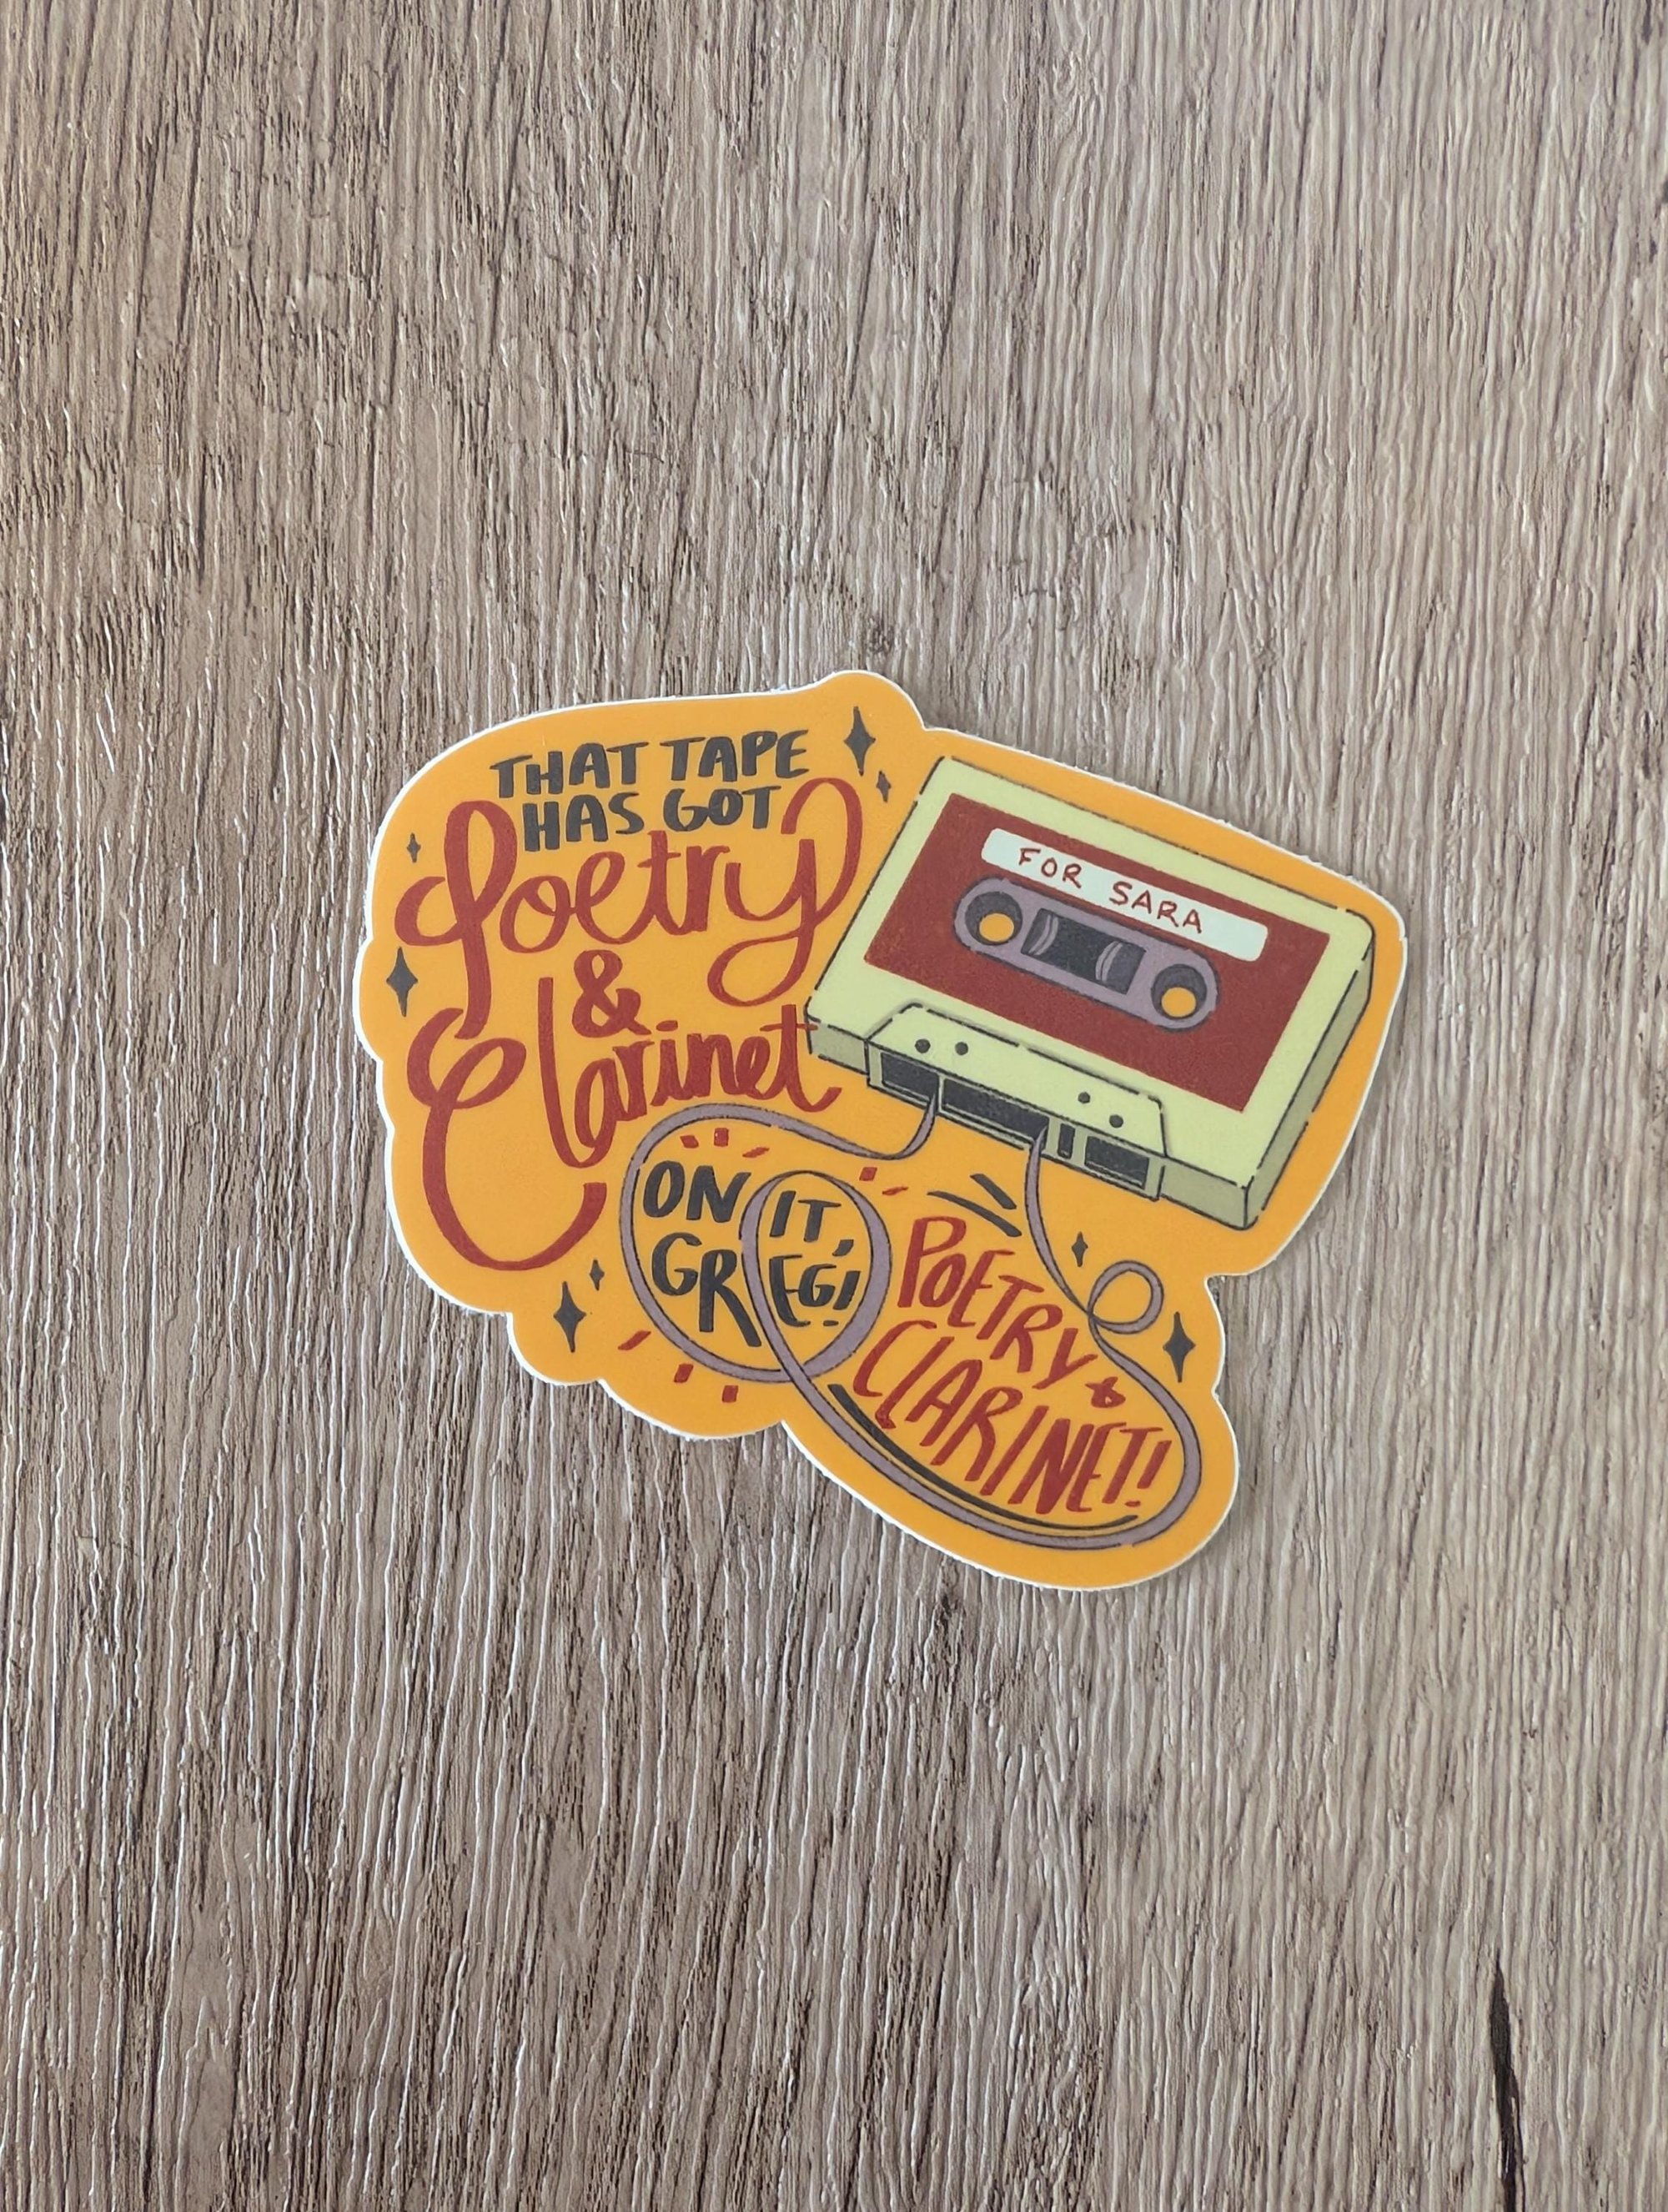 THAT TAPE
HAS GOT
Poetry
&
Clarinet
ON IT,
GREG!
POETRY &
CLARINET!
FOR SARA